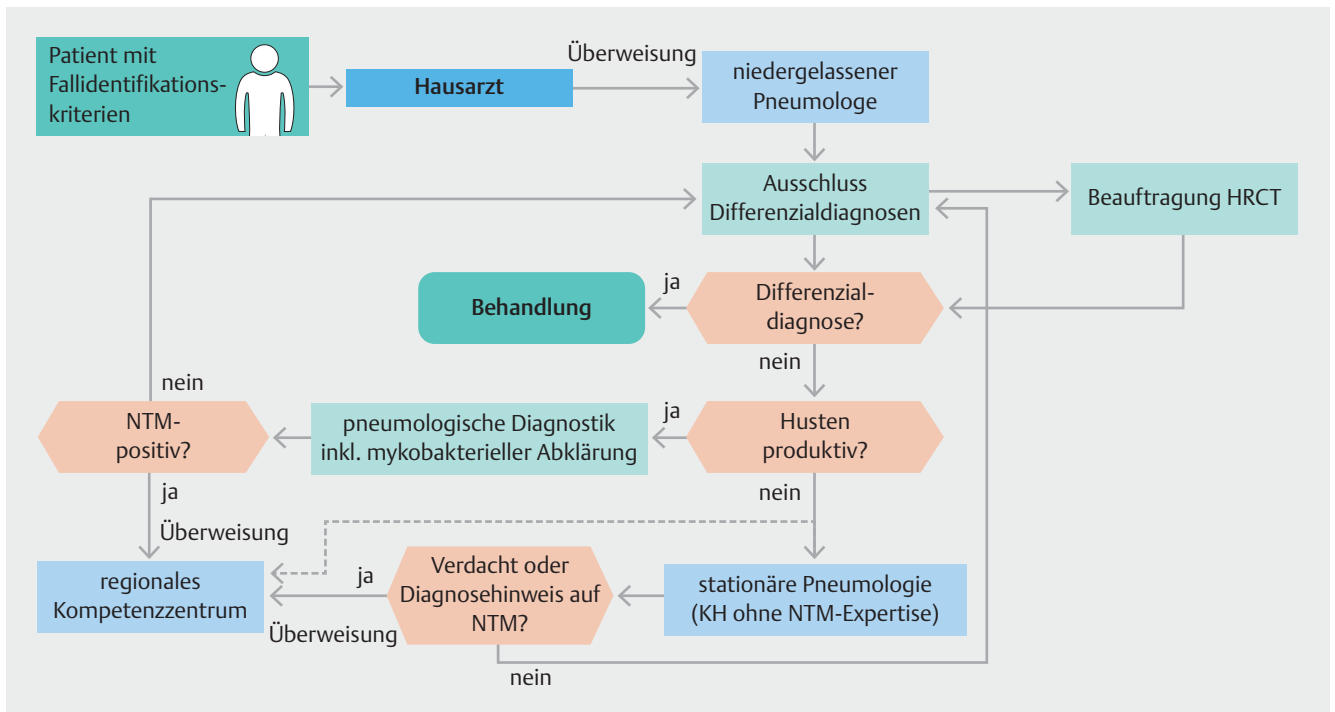 Patient mit
Fallidentifikations-
kriterien
Hausarzt
Überweisung
niedergelassener
Pneumologe
Ausschluss
Differenzialdiagnosen
Beauftragung HRCT
Differenzial-
diagnose?
ja
Behandlung
nein
Husten
produktiv?
ja
pneumologische Diagnostik
inkl. mykobakterieller Abklärung
NTM-
positiv?
nein
ja
Überweisung
nein
stationäre Pneumologie
(KH ohne NTM-Expertise)
Verdacht oder
Diagnosehinweis auf
NTM?
ja
Überweisung
nein
regionales
Kompetenzzentrum